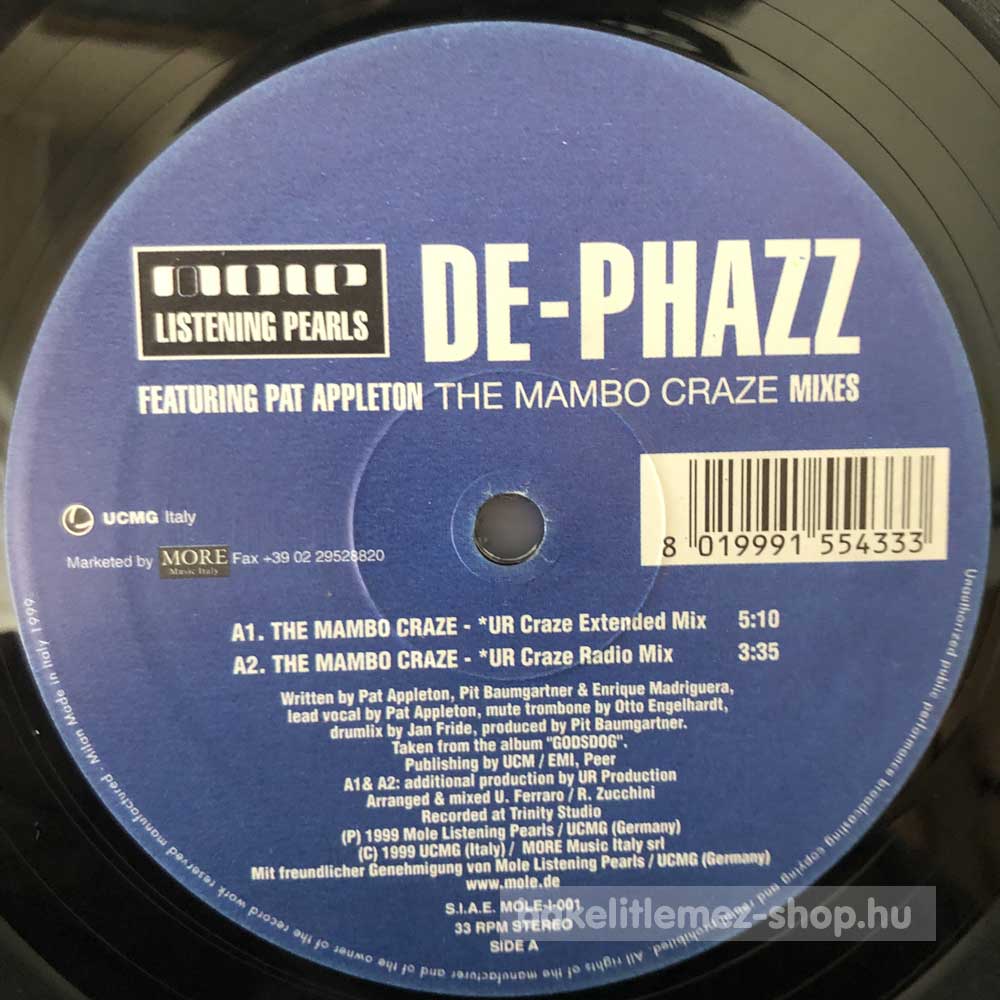 mole
LISTENING PEARLS
DE-PHAZZ
FEATURING PAT APPLETON THE MAMBO CRAZE MIXES
8 019991 554333
UCMG Italy
Marketed by MORE Music Italy Fax +39 02 29528820
A1. THE MAMBO CRAZE - *UR Craze Extended Mix 5:10
A2. THE MAMBO CRAZE - *UR Craze Radio Mix 3:35
Written by Pat Appleton, Pit Baumgartner & Enrique Madriguera,
lead vocal by Pat Appleton, mute trombone by Otto Engelhardt,
drumlix by Jan Fride, produced by Pit Baumgartner.
Taken from the album "GODSDOG".
Publishing by UCM / EMI, Peer
A1& A2: additional production by UR Production
Arranged & mixed U. Ferraro / R. Zucchini
Recorded at Trinity Studio
(P) 1999 Mole Listening Pearls / UCMG (Germany)
(C) 1999 UCMG (Italy) / MORE Music Italy srl
Mit freundlicher Genehmigung von Mole Listening Pearls / UCMG (Germany)
www.mole.de
S.I.A.E. MOLE-I-001
33 RPM STEREO
SIDE A
Unauthorized public performance broadcasting copying and prohibited. All rights of the manufacturer and of the owner of the record work reserved manufactured. Milan Made in Italy 1999
hakelitlemez-shop.hu